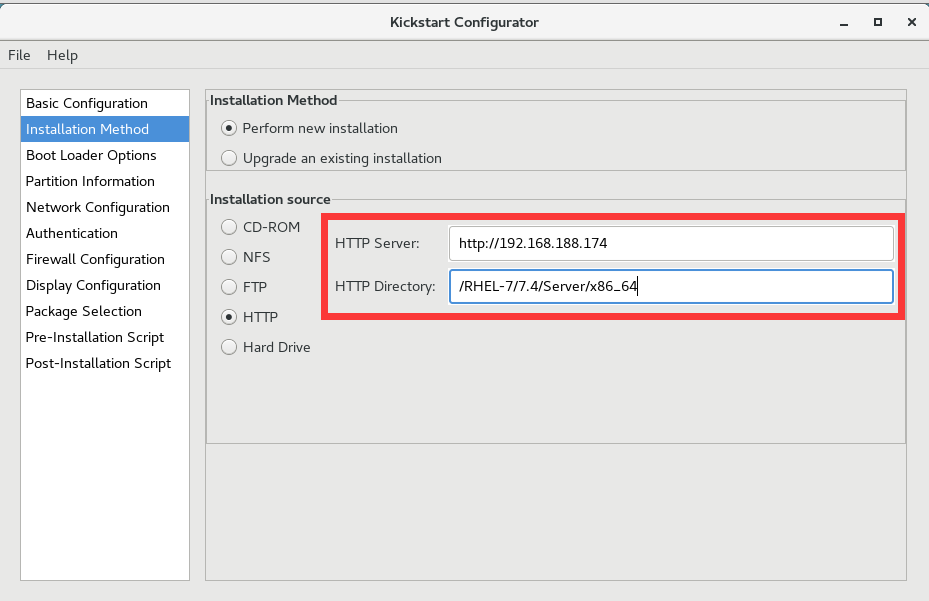 Kickstart Configurator
File Help
Basic Configuration
Installation Method
Boot Loader Options
Partition Information
Network Configuration
Authentication
Firewall Configuration
Display Configuration
Package Selection
Pre-Installation Script
Post-Installation Script
Installation Method
Perform new installation
Upgrade an existing installation
Installation source
CD-ROM
NFS
FTP
HTTP
Hard Drive
HTTP Server: http://192.168.188.174
HTTP Directory: /RHEL-7/7.4/Server/x86_64